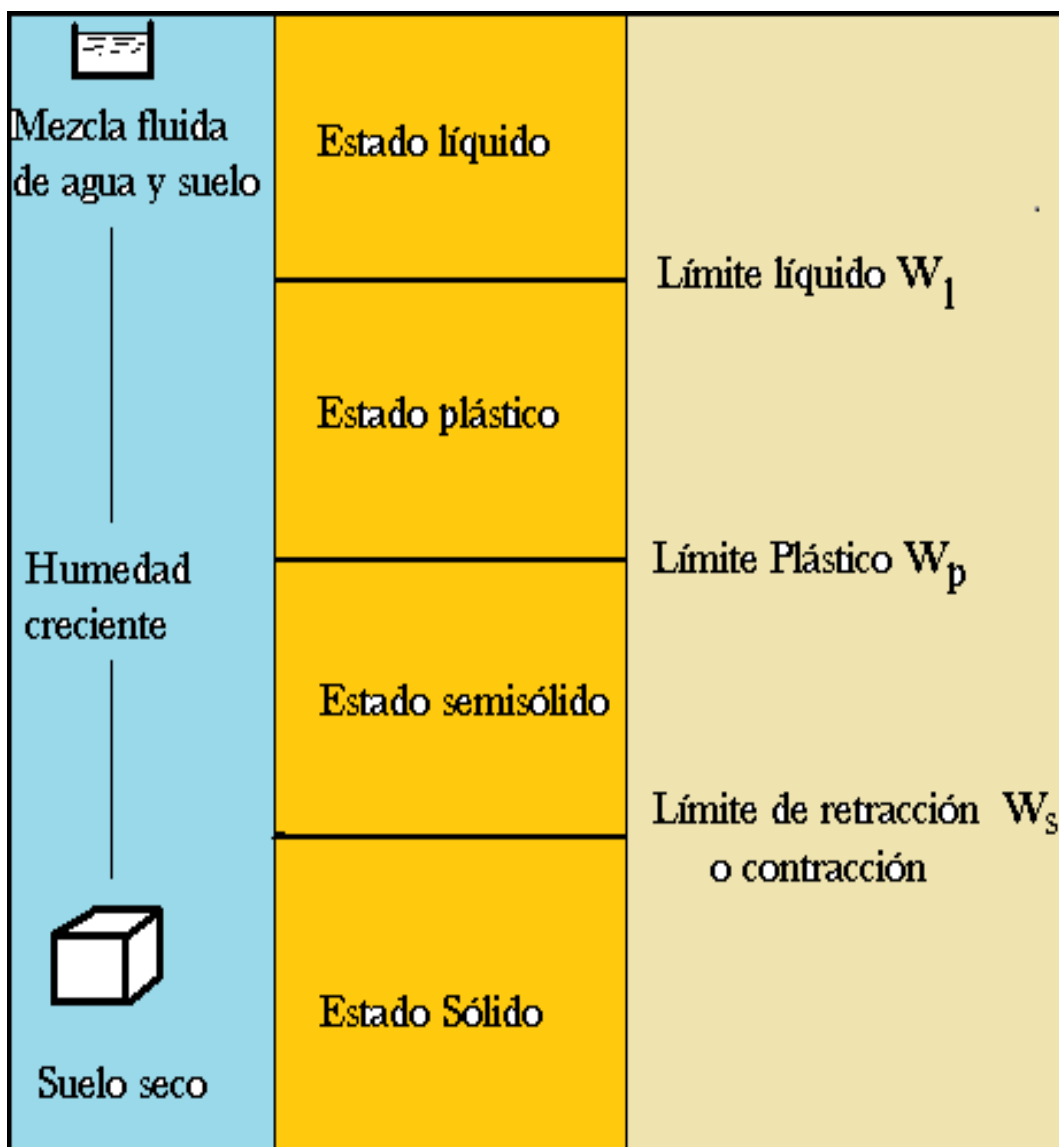 Mezcla fluida
de agua y suelo
Humedad
creciente
Suelo seco
Estado líquido
Estado plástico
Estado semisólido
Estado Sólido
Límite líquido Wl
Límite Plástico Wp
Límite de retracción Ws
o contracción